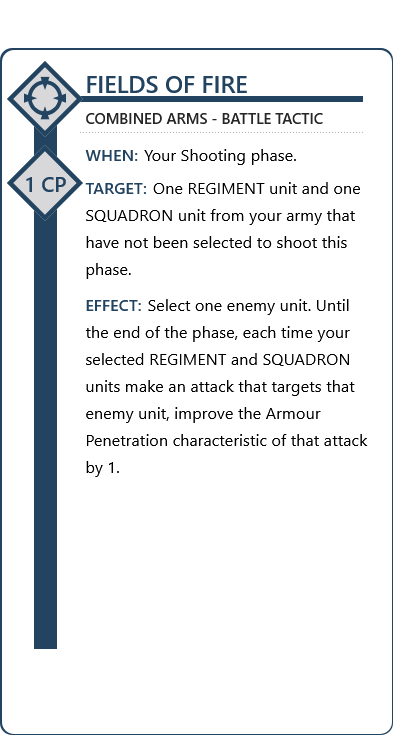 FIELDS OF FIRE
COMBINED ARMS - BATTLE TACTIC
1 CP
WHEN: Your Shooting phase.
TARGET: One REGIMENT unit and one
SQUADRON unit from your army that
have not been selected to shoot this
phase.
EFFECT: Select one enemy unit. Until
the end of the phase, each time your
selected REGIMENT and SQUADRON
units make an attack that targets that
enemy unit, improve the Armour
Penetration characteristic of that attack
by 1.